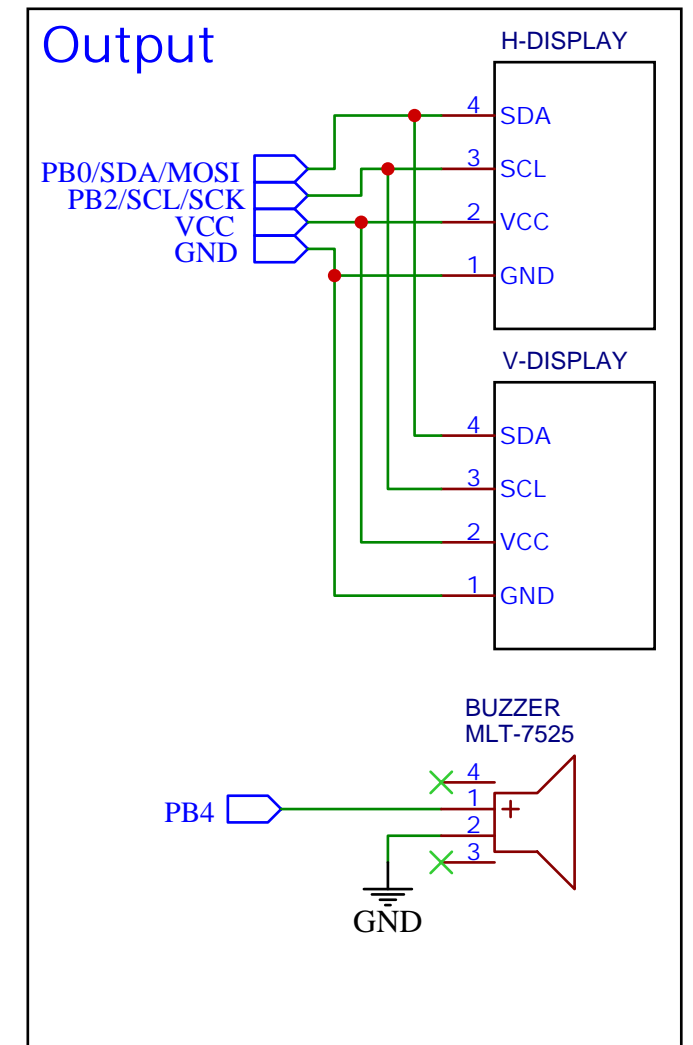 Output
H-DISPLAY
4 SDA
PB0/SDA/MOSI
3 SCL
PB2/SCL/SCK
2 VCC
VCC
GND
1 GND
V-DISPLAY
4 SDA
3 SCL
2 VCC
1 GND
BUZZER
MLT-7525
4
PB4
1 +
2
3
GND